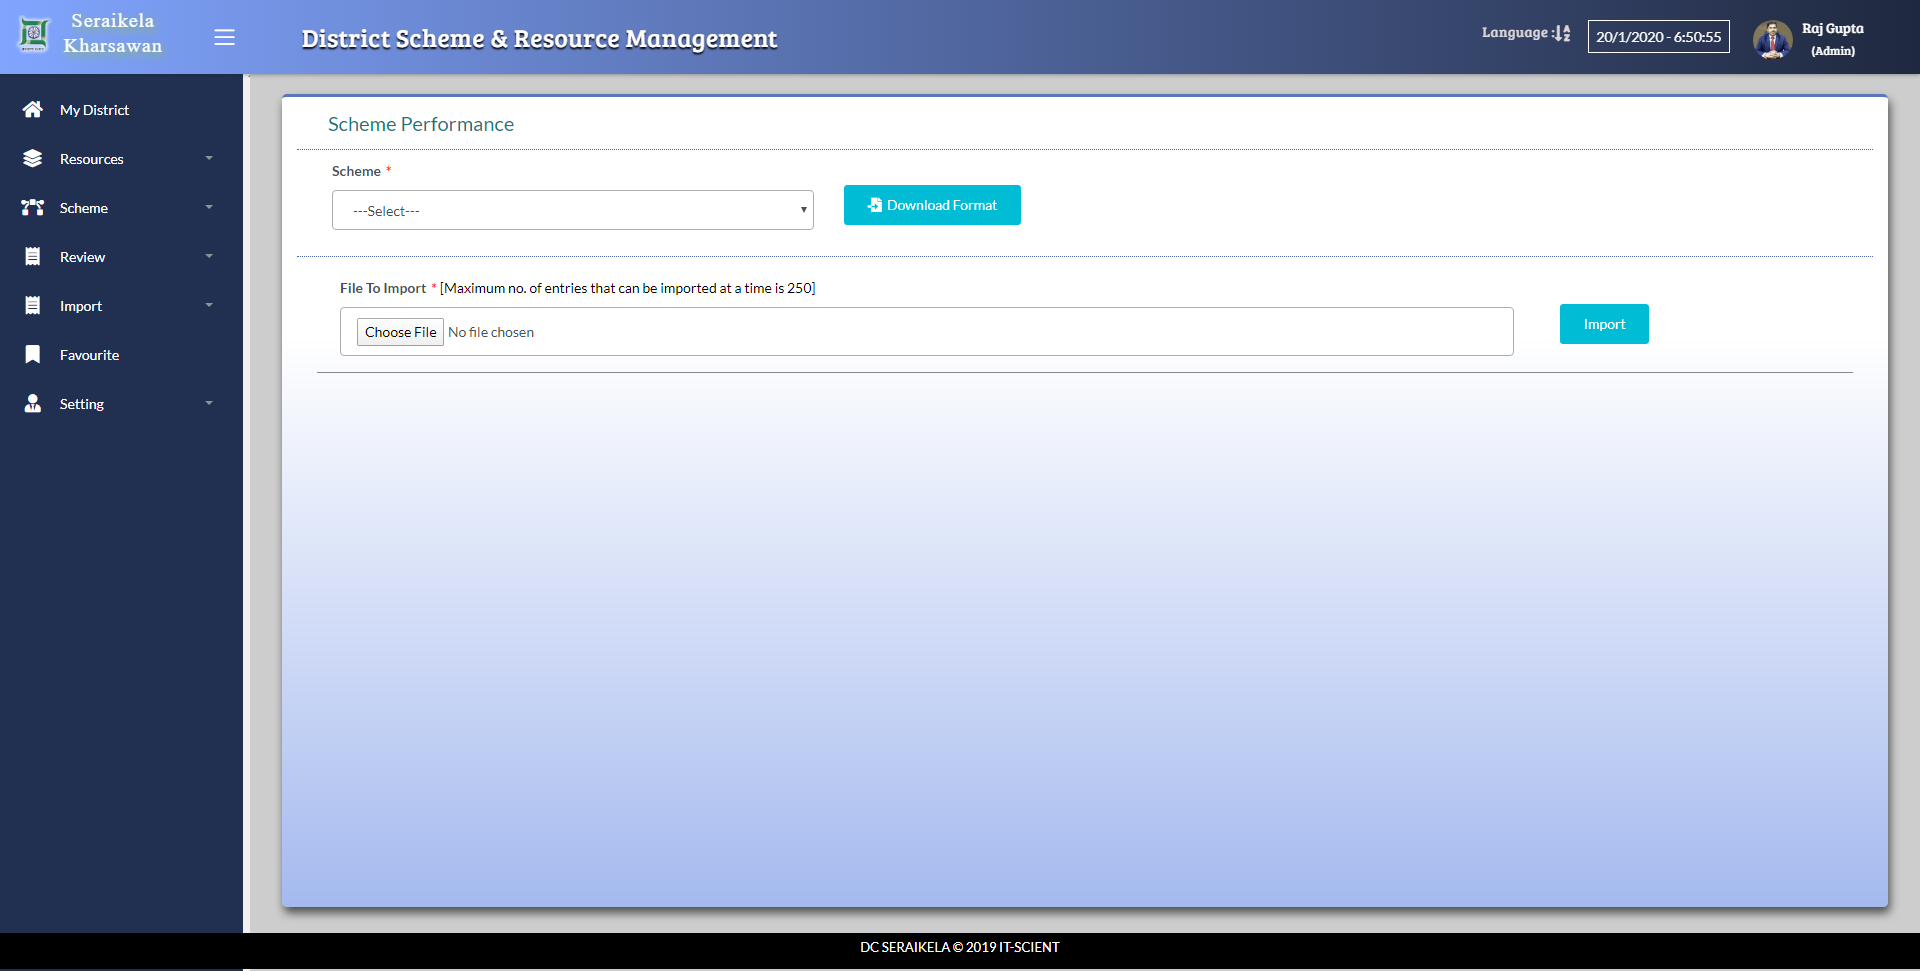 Seraikela
Kharsawan
District Scheme & Resource Management
Language :
20/1/2020 - 6:50:55
Raj Gupta
(Admin)
My District
Resources
Scheme
Review
Import
Favourite
Setting
Scheme Performance
Scheme *
---Select---
Download Format
File To Import * [Maximum no. of entries that can be imported at a time is 250]
Choose File No file chosen
Import
DC SERAIKELA © 2019 IT-SCIENT